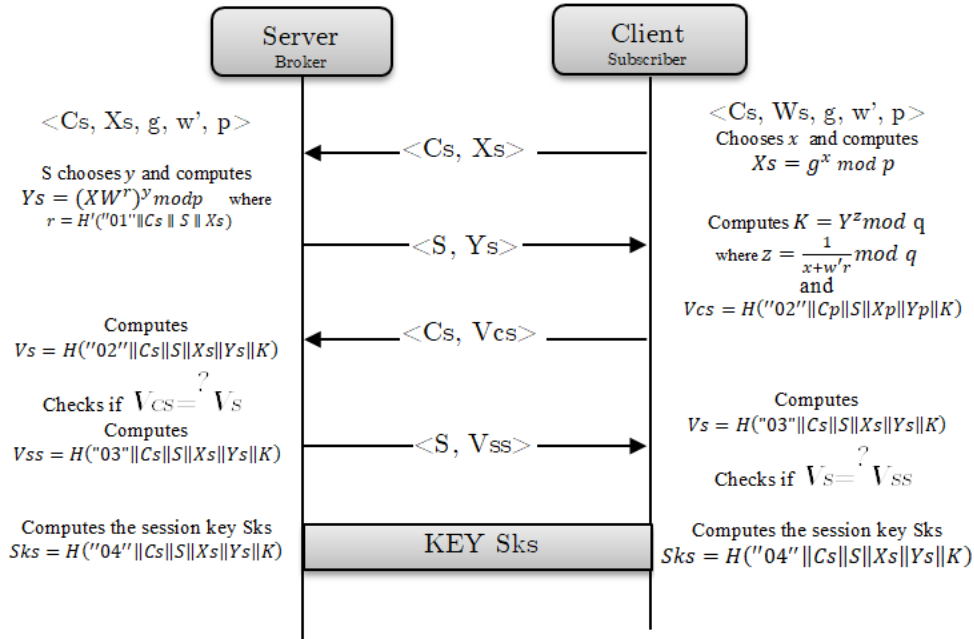 Server
Broker
Client
Subscriber
<Cs, Xs, g, w', p>
<Cs, Ws, g, w', p>
Chooses x and computes
Xs = g^x mod p
<Cs, Xs>
S chooses y and computes
Ys = (XW^r)^y modp where
r = H'("01"‖Cs ‖ S ‖ Xs)
<S, Ys>
Computes K = Y^z mod q
where z = 1/(x+w'r) mod q
and
Vcs = H("02"‖Cp‖S‖Xp‖Yp‖K)
<Cs, Vcs>
Computes
Vs = H("02"‖Cs‖S‖Xs‖Ys‖K)
Checks if Vcs =? Vs
Computes
Vss = H("03"‖Cs‖S‖Xs‖Ys‖K)
<S, Vss>
Computes
Vs = H("03"‖Cs‖S‖Xs‖Ys‖K)
Checks if Vs =? Vss
Computes the session key Sks
Sks = H("04"‖Cs‖S‖Xs‖Ys‖K)
KEY Sks
Computes the session key Sks
Sks = H("04"‖Cs‖S‖Xs‖Ys‖K)